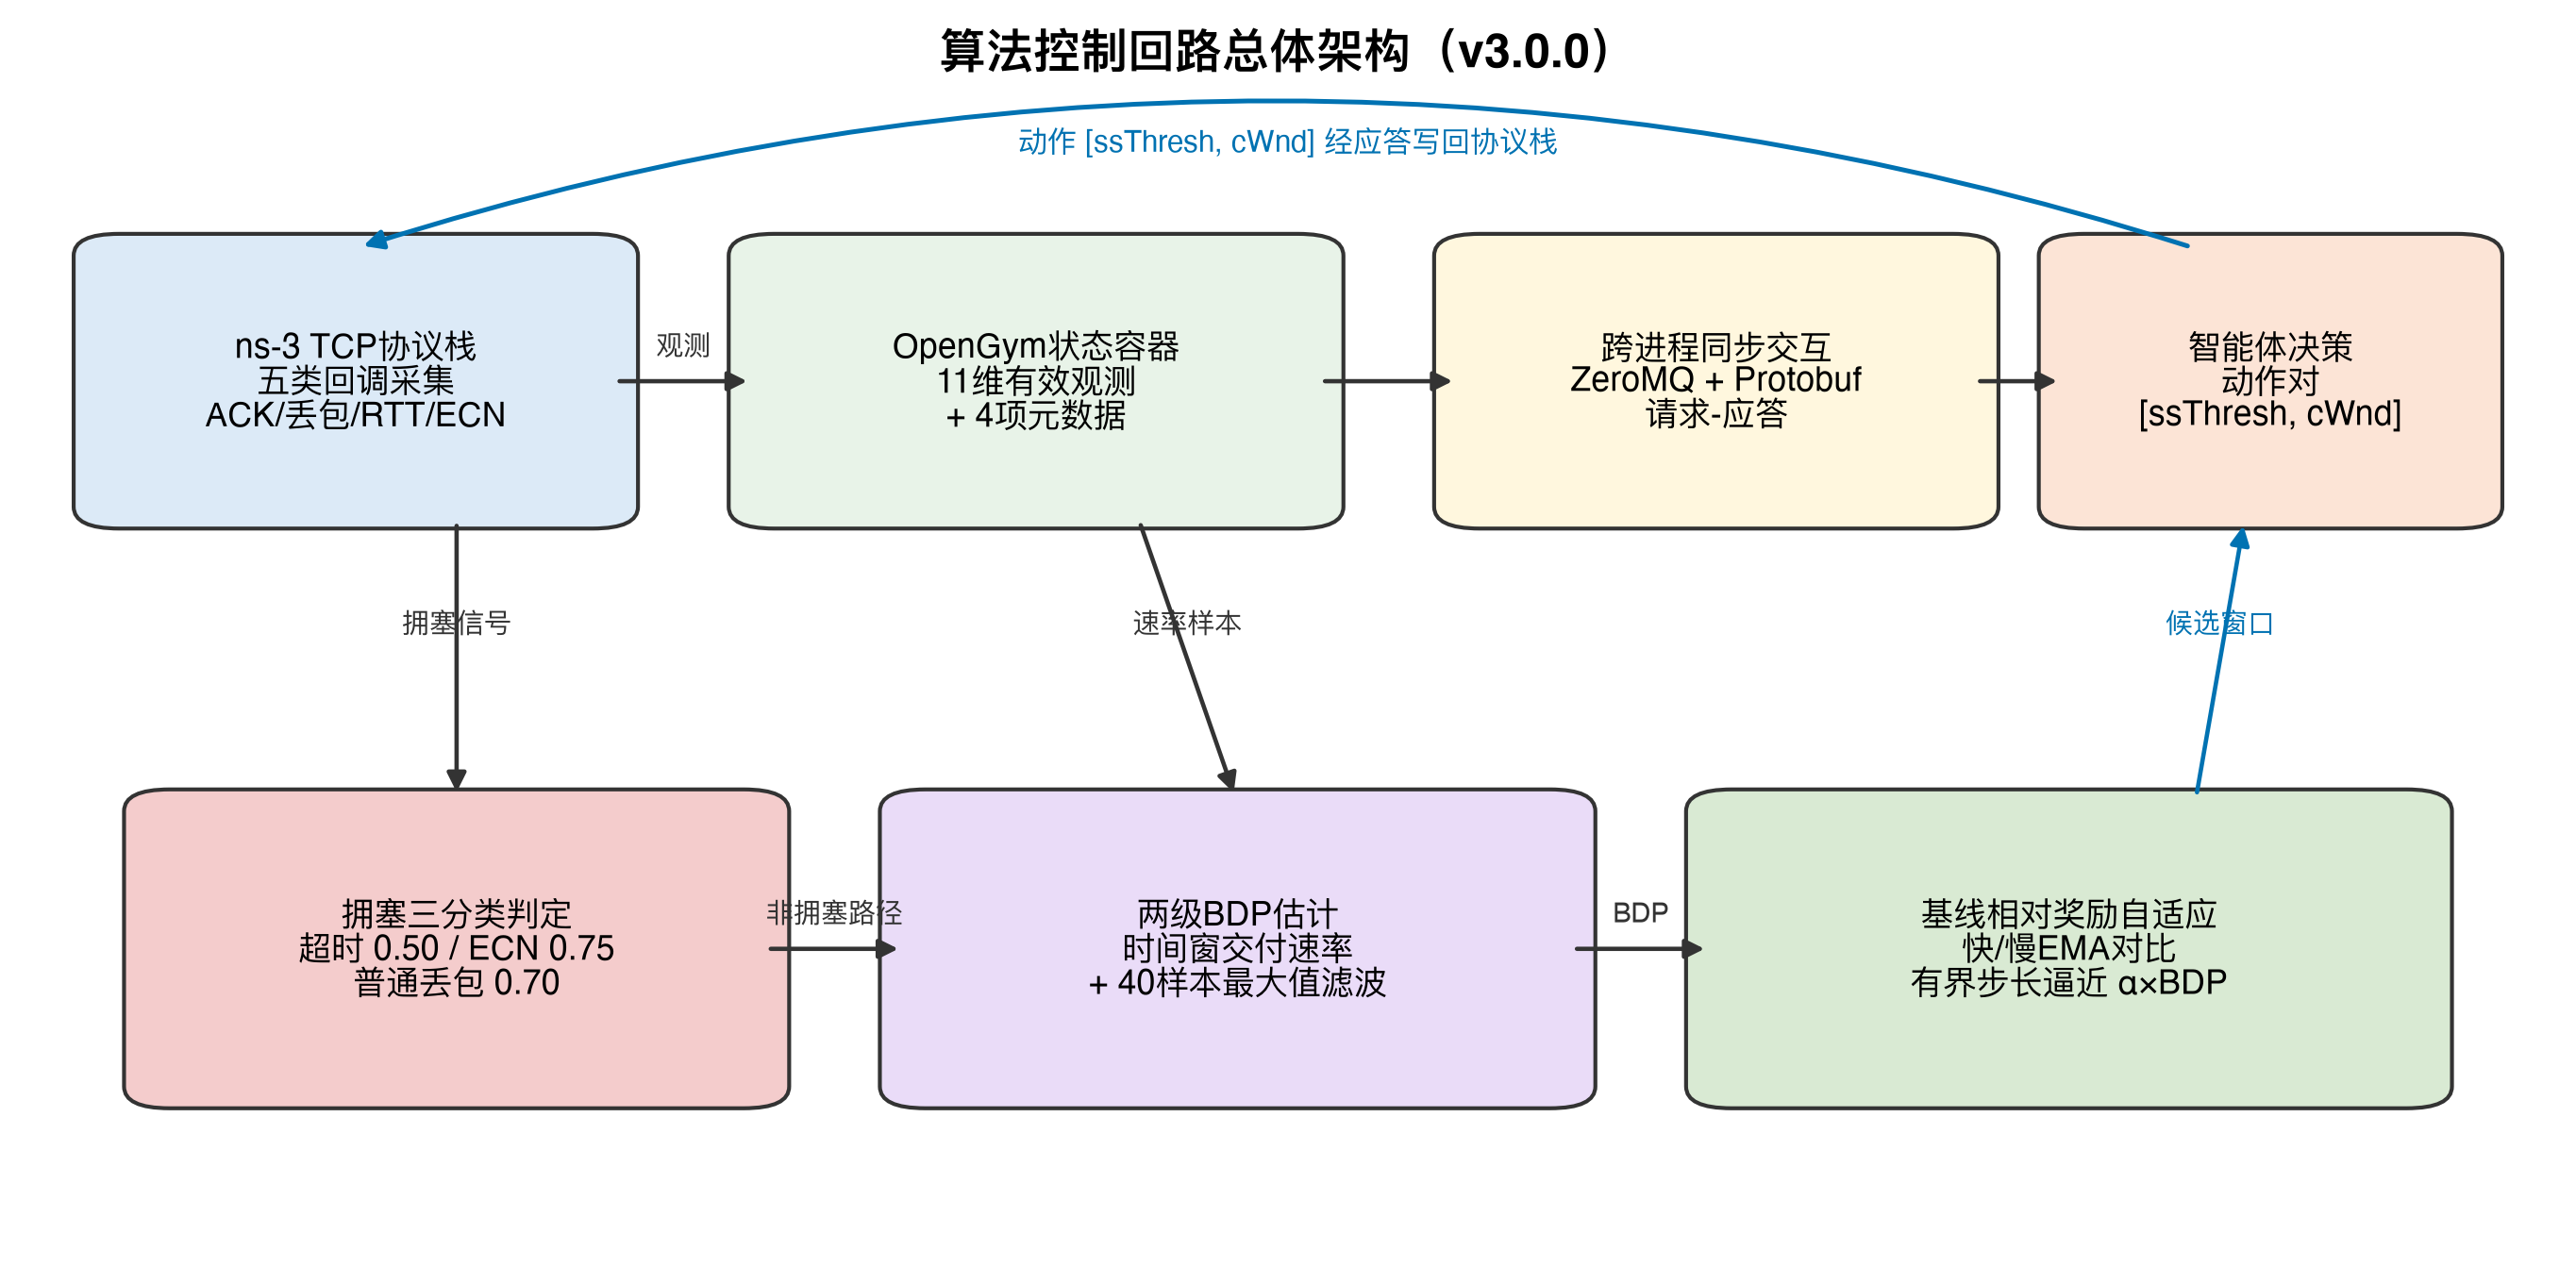 算法控制回路总体架构（v3.0.0）
动作 [ssThresh, cWnd] 经应答写回协议栈
ns-3 TCP协议栈
五类回调采集
ACK/丢包/RTT/ECN
观测
OpenGym状态容器
11维有效观测
+ 4项元数据
跨进程同步交互
ZeroMQ + Protobuf
请求-应答
智能体决策
动作对
[ssThresh, cWnd]
拥塞信号
速率样本
候选窗口
拥塞三分类判定
超时 0.50 / ECN 0.75
普通丢包 0.70
非拥塞路径
两级BDP估计
时间窗交付速率
+ 40样本最大值滤波
BDP
基线相对奖励自适应
快/慢EMA对比
有界步长逼近 α×BDP